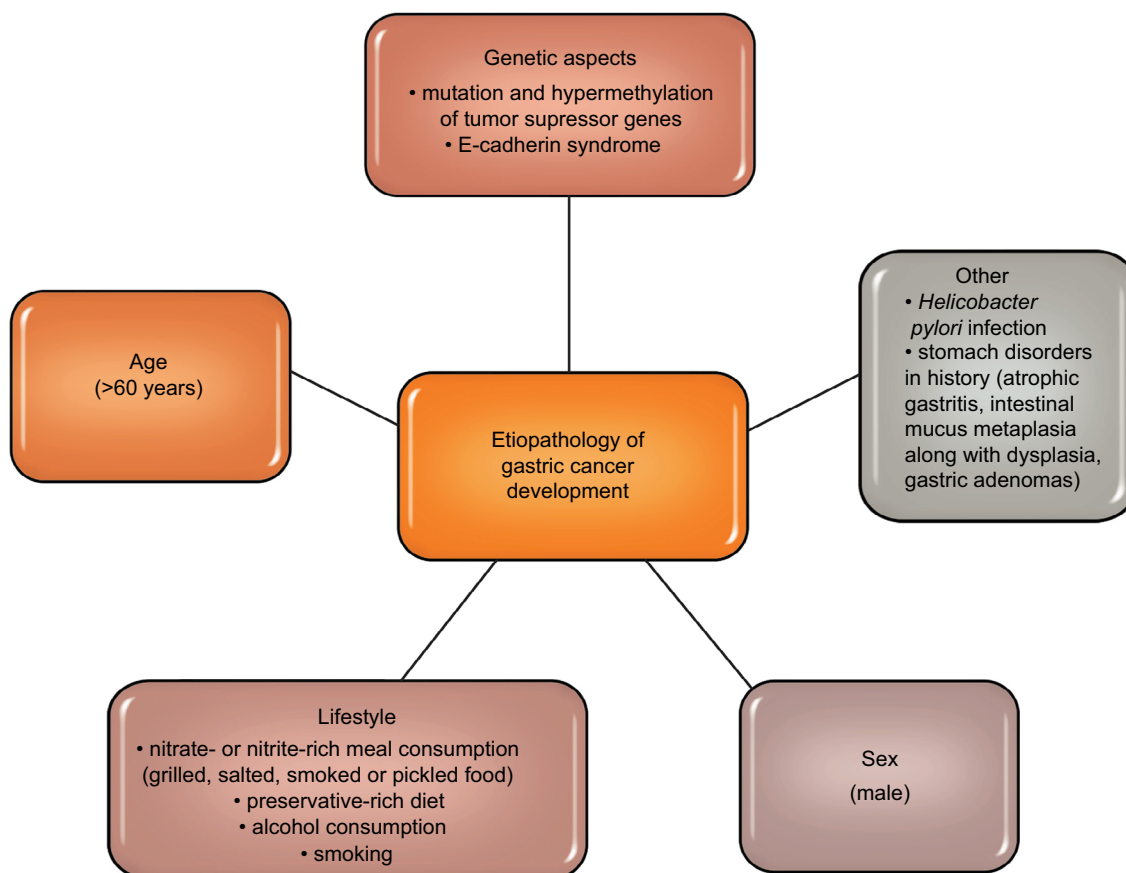 Genetic aspects
• mutation and hypermethylation
of tumor supressor genes
• E-cadherin syndrome
Other
• Helicobacter
pylori infection
• stomach disorders
in history (atrophic
gastritis, intestinal
mucus metaplasia
along with dysplasia,
gastric adenomas)
Age
(>60 years)
Etiopathology of
gastric cancer
development
Lifestyle
• nitrate- or nitrite-rich meal consumption
(grilled, salted, smoked or pickled food)
• preservative-rich diet
• alcohol consumption
• smoking
Sex
(male)